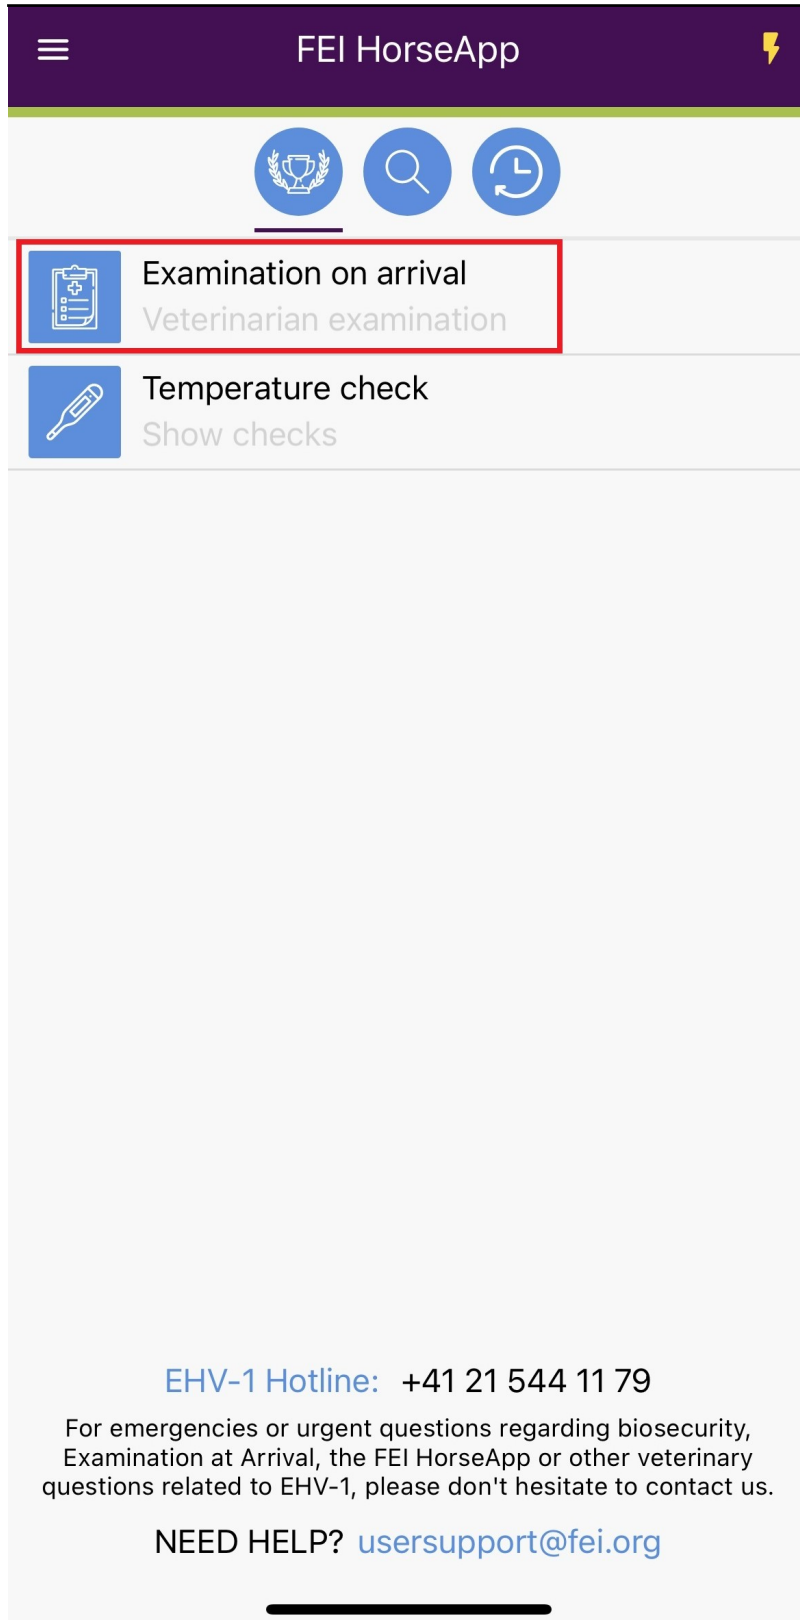 FEI HorseApp
Examination on arrival
Veterinarian examination
Temperature check
Show checks
EHV-1 Hotline: +41 21 544 11 79
For emergencies or urgent questions regarding biosecurity,
Examination at Arrival, the FEI HorseApp or other veterinary
questions related to EHV-1, please don't hesitate to contact us.
NEED HELP? usersupport@fei.org